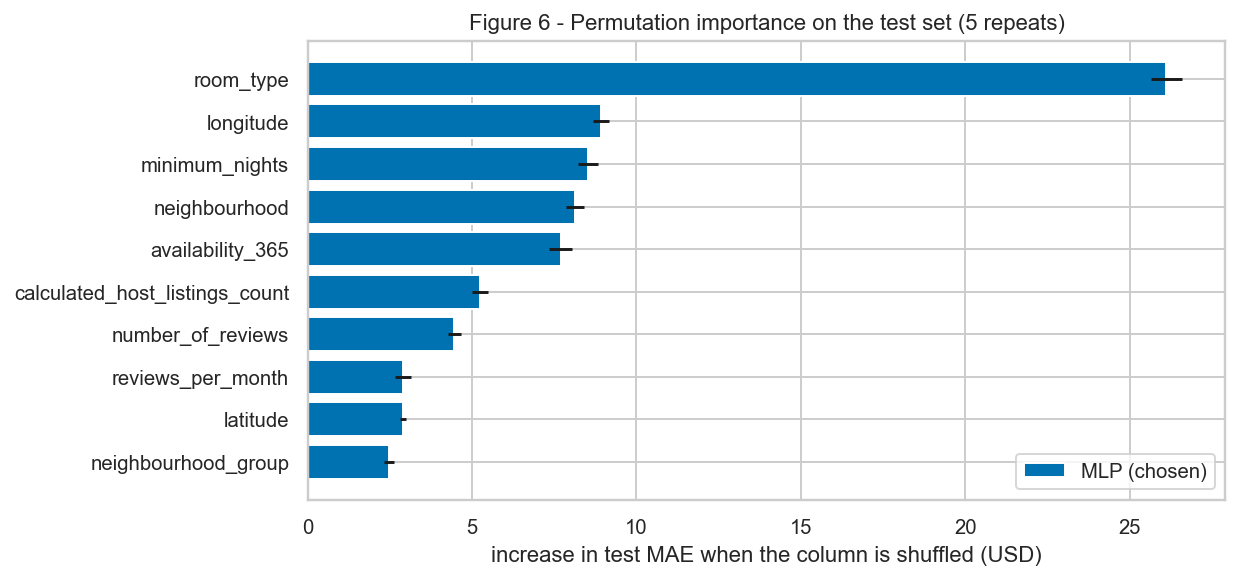 Figure 6 - Permutation importance on the test set (5 repeats)
room_type
longitude
minimum_nights
neighbourhood
availability_365
calculated_host_listings_count
number_of_reviews
reviews_per_month
latitude
neighbourhood_group
MLP (chosen)
0 5 10 15 20 25
increase in test MAE when the column is shuffled (USD)